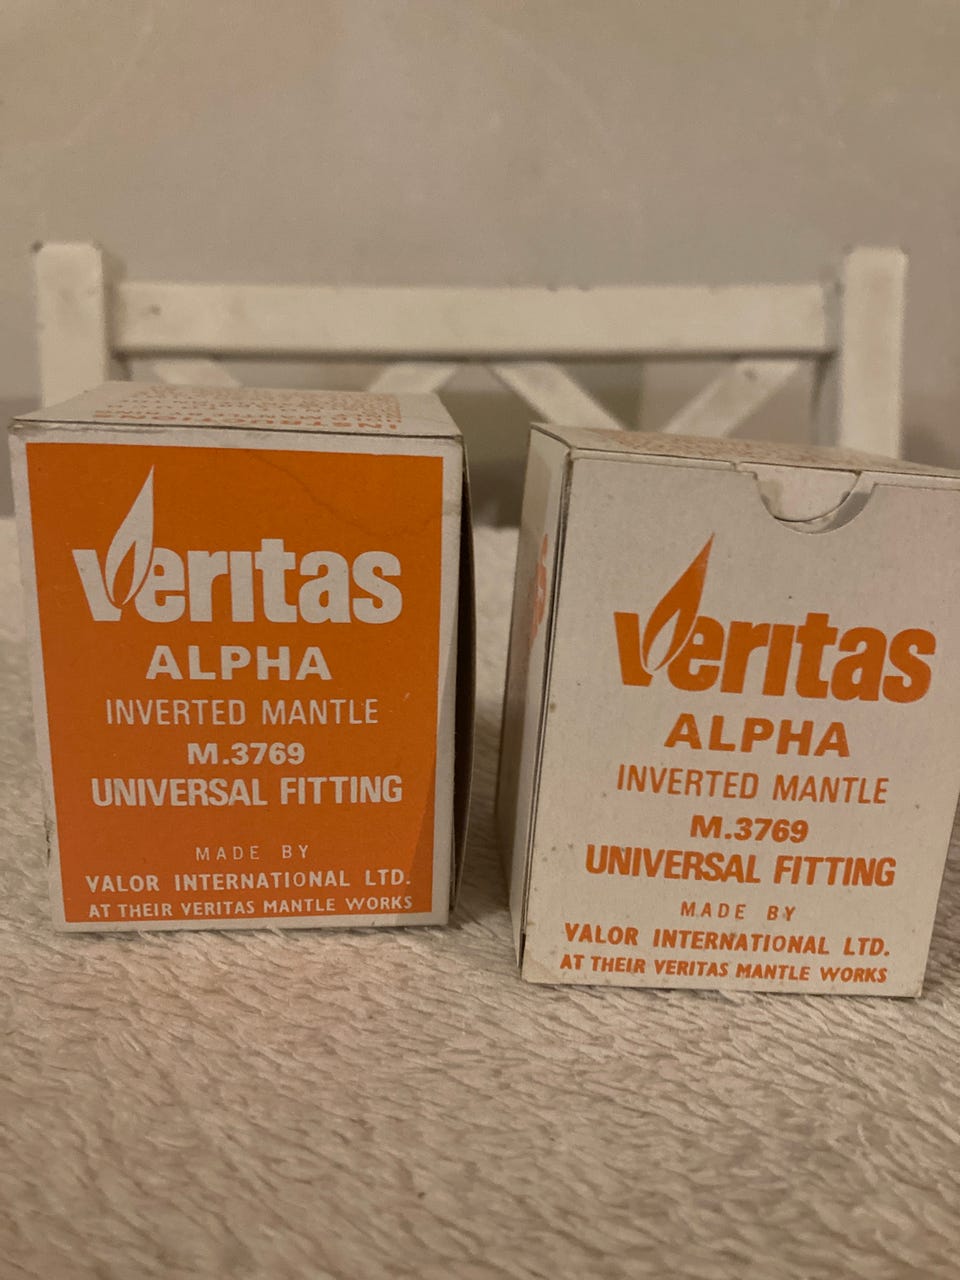 INSTRUCTIONS
Veritas
ALPHA
INVERTED MANTLE
M.3769
UNIVERSAL FITTING
MADE BY
VALOR INTERNATIONAL LTD.
AT THEIR VERITAS MANTLE WORKS
Veritas
ALPHA
INVERTED MANTLE
M.3769
UNIVERSAL FITTING
MADE BY
VALOR INTERNATIONAL LTD.
AT THEIR VERITAS MANTLE WORKS